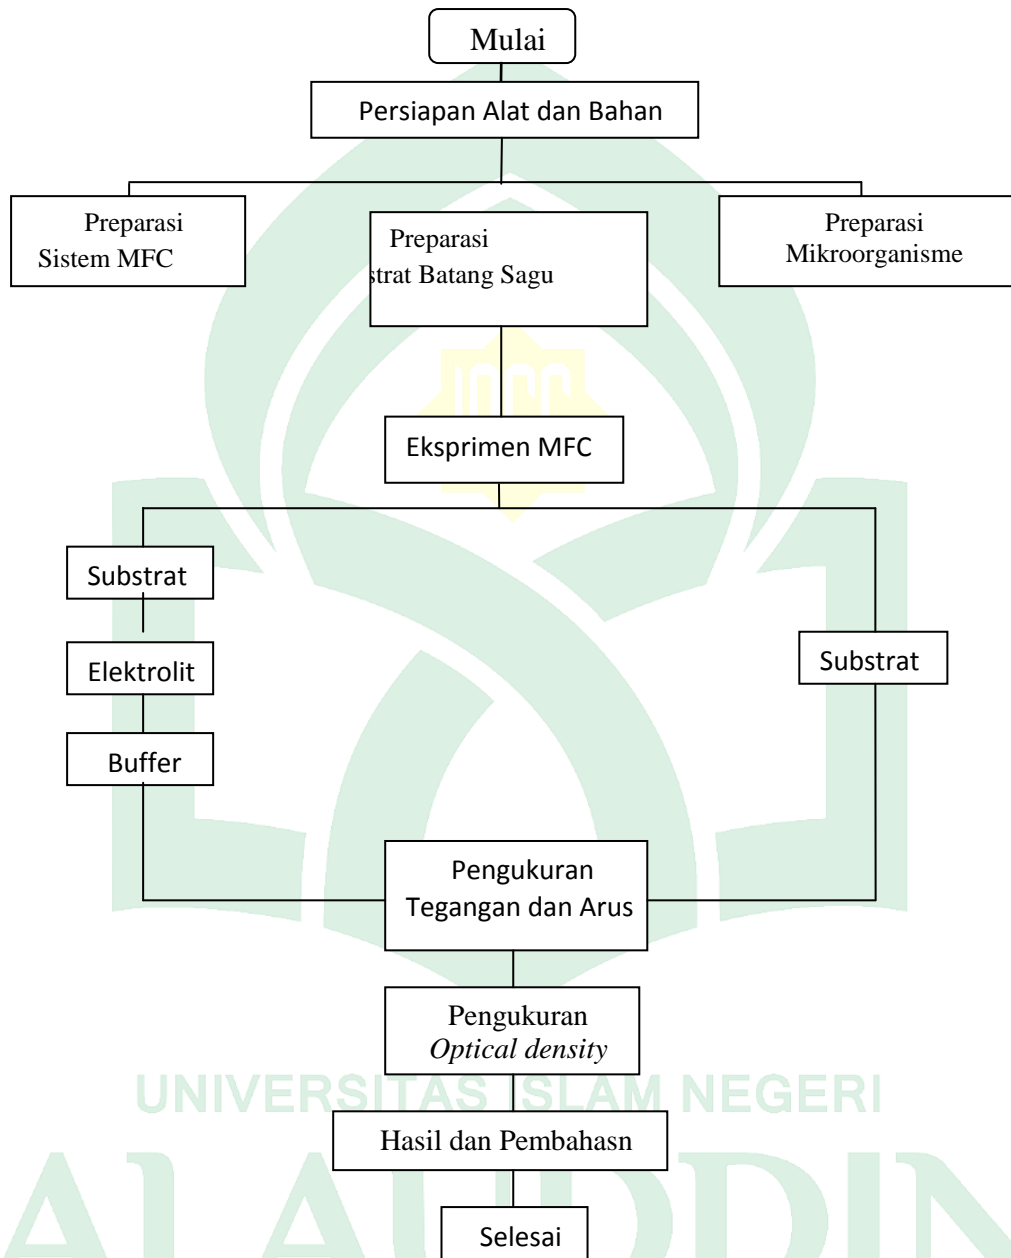 Mulai
Persiapan Alat dan Bahan
Preparasi
Sistem MFC
Preparasi
strat Batang Sagu
Preparasi
Mikroorganisme
Eksprimen MFC
Substrat
Elektrolit
Buffer
Substrat
Pengukuran
Tegangan dan Arus
Pengukuran
Optical density
UNIVERSITAS ISLAM NEGERI
Hasil dan Pembahasn
ALAUDDIN
Selesai